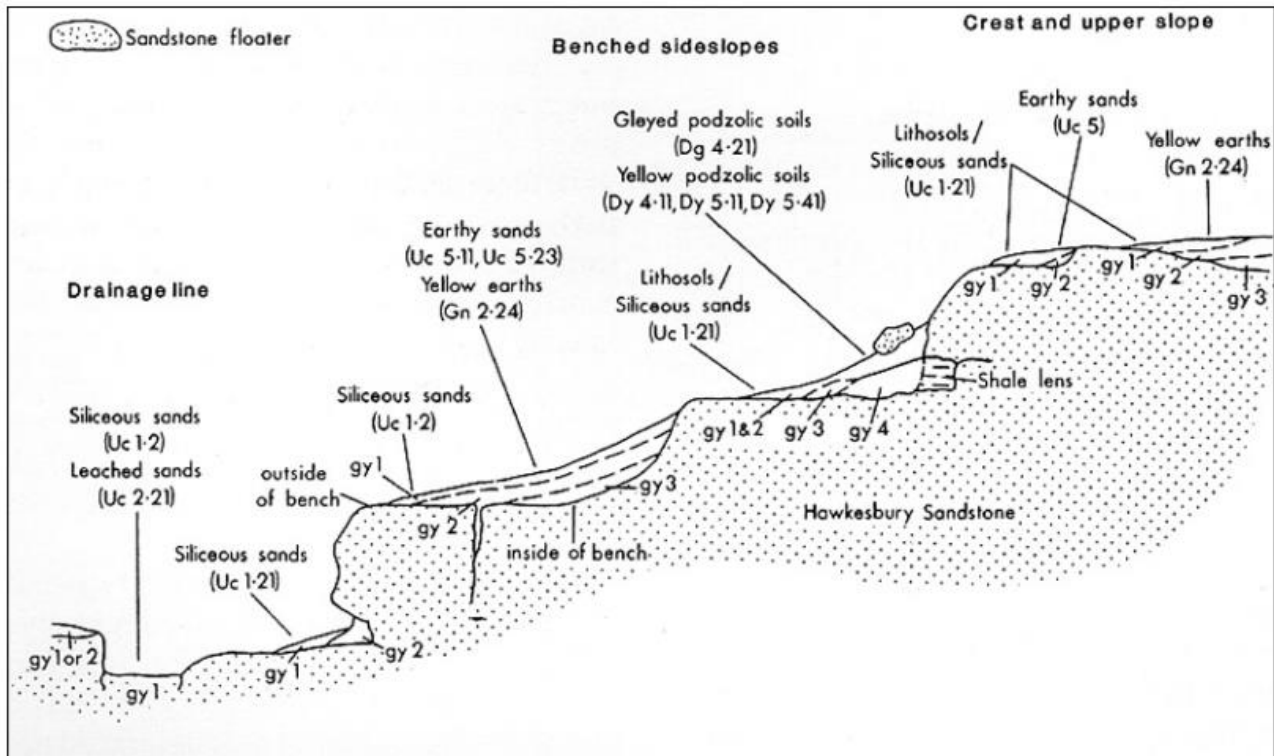 Sandstone floater
Benched sideslopes
Crest and upper slope
Drainage line
Earthy sands
(Uc 5)
Lithosols/
Siliceous sands
(Uc 1·21)
Yellow earths
(Gn 2·24)
Gleyed podzolic soils
(Dg 4·21)
Yellow podzolic soils
(Dy 4·11, Dy 5·11, Dy 5·41)
Earthy sands
(Uc 5·11, Uc 5·23)
Yellow earths
(Gn 2·24)
Lithosols/
Siliceous sands
(Uc 1·21)
gy 1
gy 2
gy 1
gy 2
gy 3
Shale lens
gy 1&2
gy 3
gy 4
Siliceous sands
(Uc 1·2)
Siliceous sands
(Uc 1·2)
Leached sands
(Uc 2·21)
outside
of bench
gy 1
gy 2
gy 3
inside of bench
Hawkesbury Sandstone
Siliceous sands
(Uc 1·21)
gy 1 or 2
gy 1
gy 1
gy 2